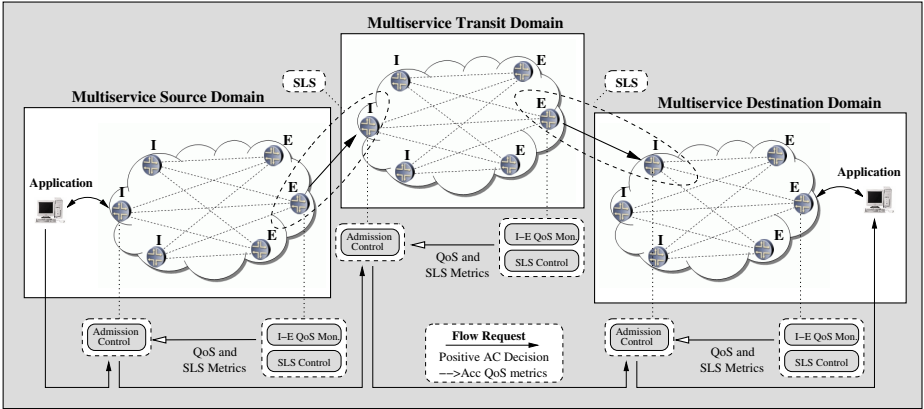 Multiservice Transit Domain
I
E
I
E
I
E
SLS
SLS
Multiservice Source Domain
I
E
I
E
I
E
Application
Multiservice Destination Domain
I
E
I
E
I
E
Application
Admission
Control
QoS and
SLS Metrics
I−E QoS Mon.
SLS Control
Admission
Control
QoS and
SLS Metrics
I−E QoS Mon.
SLS Control
Flow Request
Positive AC Decision
−−>Acc QoS metrics
Admission
Control
QoS and
SLS Metrics
I−E QoS Mon.
SLS Control